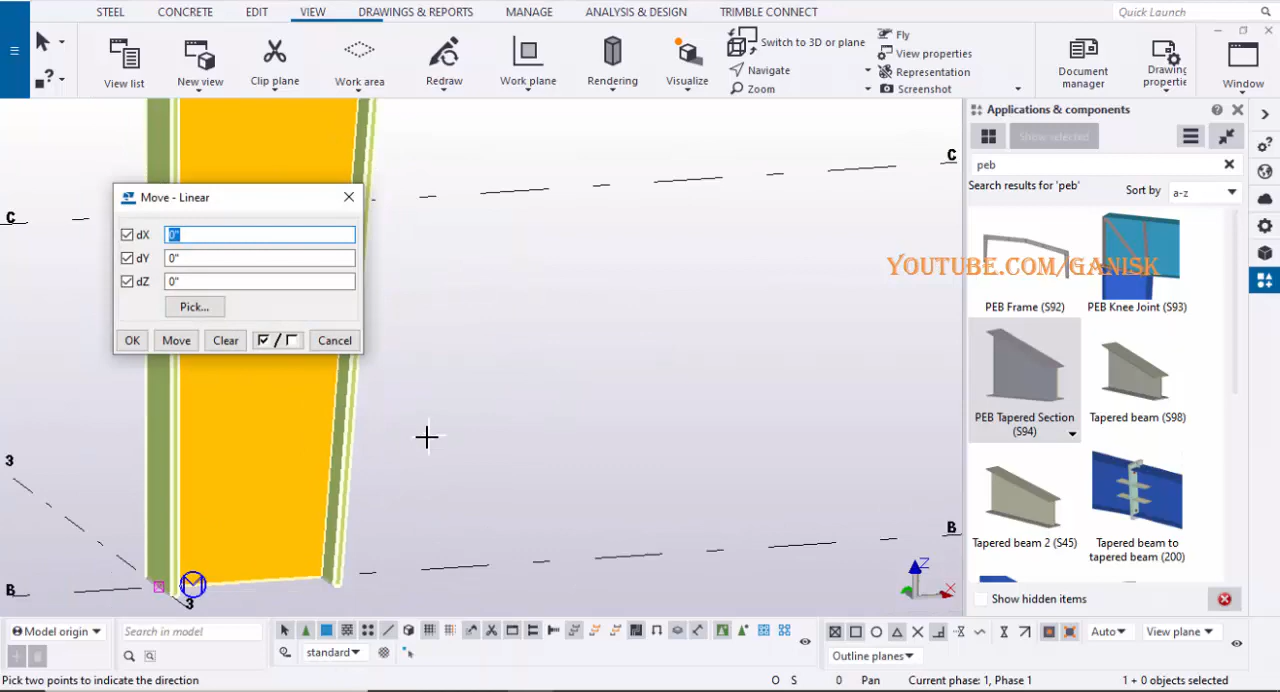 STEEL CONCRETE EDIT VIEW DRAWINGS & REPORTS MANAGE ANALYSIS & DESIGN TRIMBLE CONNECT Quick Launch
View list New view Clip plane Work area Redraw Work plane Rendering Visualize
Switch to 3D or plane
Navigate
Zoom
Fly
View properties
Representation
Screenshot
Document manager
Drawing propertie
Window
Applications & components
Show selected
peb
Search results for 'peb'
Sort by a-z
PEB Frame (S92)
PEB Knee Joint (S93)
PEB Tapered Section (S94)
Tapered beam (S98)
Tapered beam 2 (S45)
Tapered beam to tapered beam (200)
Show hidden items
YOUTUBE.COM/GANISK
Move - Linear
dX 0"
dY 0"
dZ 0"
Pick...
OK Move Clear / Cancel
C
C
3
B
B
3
Z
X
Model origin
Search in model
standard
Auto
View plane
Outline planes
Pick two points to indicate the direction
O S 0 Pan Current phase: 1, Phase 1 1 + 0 objects selected